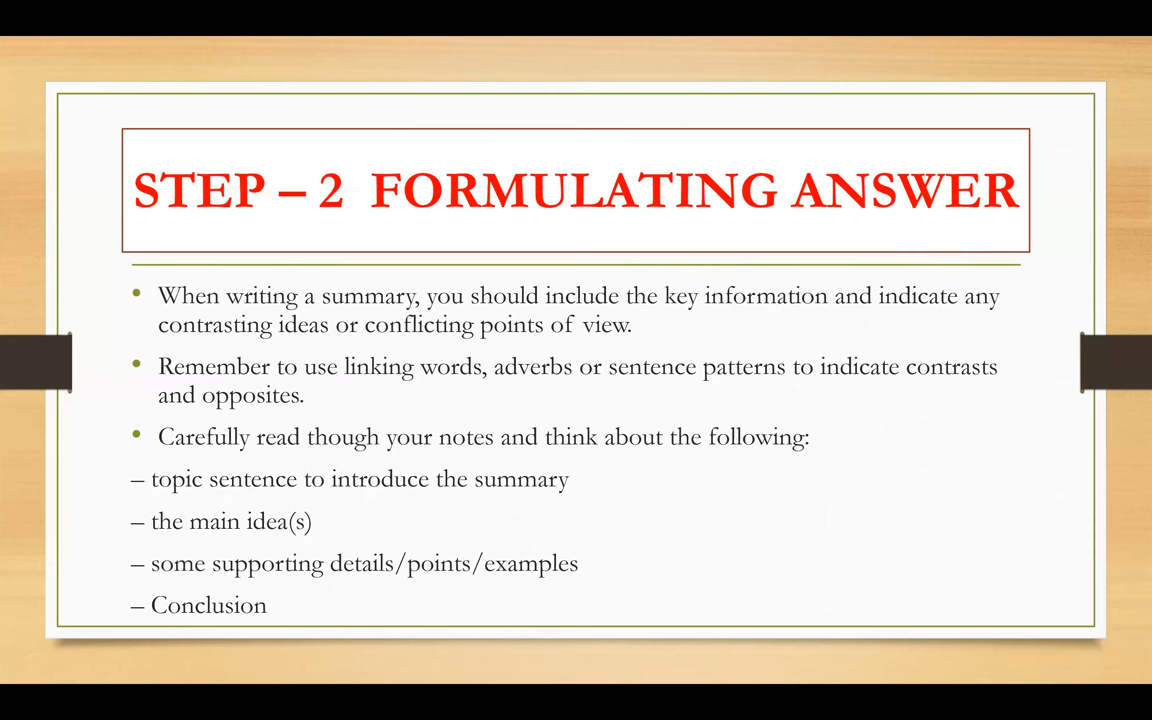 STEP – 2 FORMULATING ANSWER
• When writing a summary, you should include the key information and indicate any
contrasting ideas or conflicting points of view.
• Remember to use linking words, adverbs or sentence patterns to indicate contrasts
and opposites.
• Carefully read though your notes and think about the following:
– topic sentence to introduce the summary
– the main idea(s)
– some supporting details/points/examples
– Conclusion